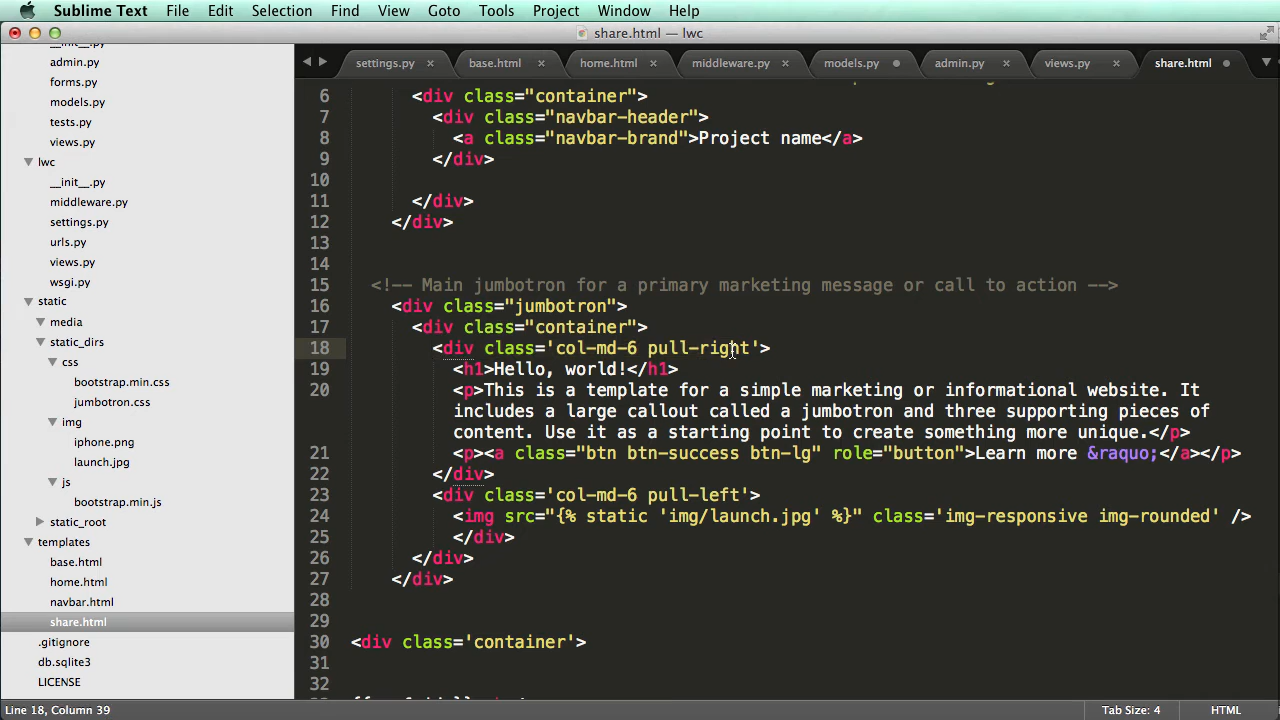 Sublime Text File Edit Selection Find View Goto Tools Project Window Help
share.html — lwc
settings.py base.html home.html middleware.py models.py admin.py views.py share.html
__init__.py
admin.py
forms.py
models.py
tests.py
views.py
lwc
__init__.py
middleware.py
settings.py
urls.py
views.py
wsgi.py
static
media
static_dirs
css
bootstrap.min.css
jumbotron.css
img
iphone.png
launch.jpg
js
bootstrap.min.js
static_root
templates
base.html
home.html
navbar.html
share.html
.gitignore
db.sqlite3
LICENSE
6 <div class="container">
7 <div class="navbar-header">
8 <a class="navbar-brand">Project name</a>
9 </div>
10
11 </div>
12 </div>
13
14
15 <!-- Main jumbotron for a primary marketing message or call to action -->
16 <div class="jumbotron">
17 <div class="container">
18 <div class='col-md-6 pull-right'>
19 <h1>Hello, world!</h1>
20 <p>This is a template for a simple marketing or informational website. It
includes a large callout called a jumbotron and three supporting pieces of
content. Use it as a starting point to create something more unique.</p>
21 <p><a class="btn btn-success btn-lg" role="button">Learn more &raquo;</a></p>
22 </div>
23 <div class='col-md-6 pull-left'>
24 <img src="{% static 'img/launch.jpg' %}" class='img-responsive img-rounded' />
25 </div>
26 </div>
27 </div>
28
29
30 <div class='container'>
31
32
Line 18, Column 39 Tab Size: 4 HTML